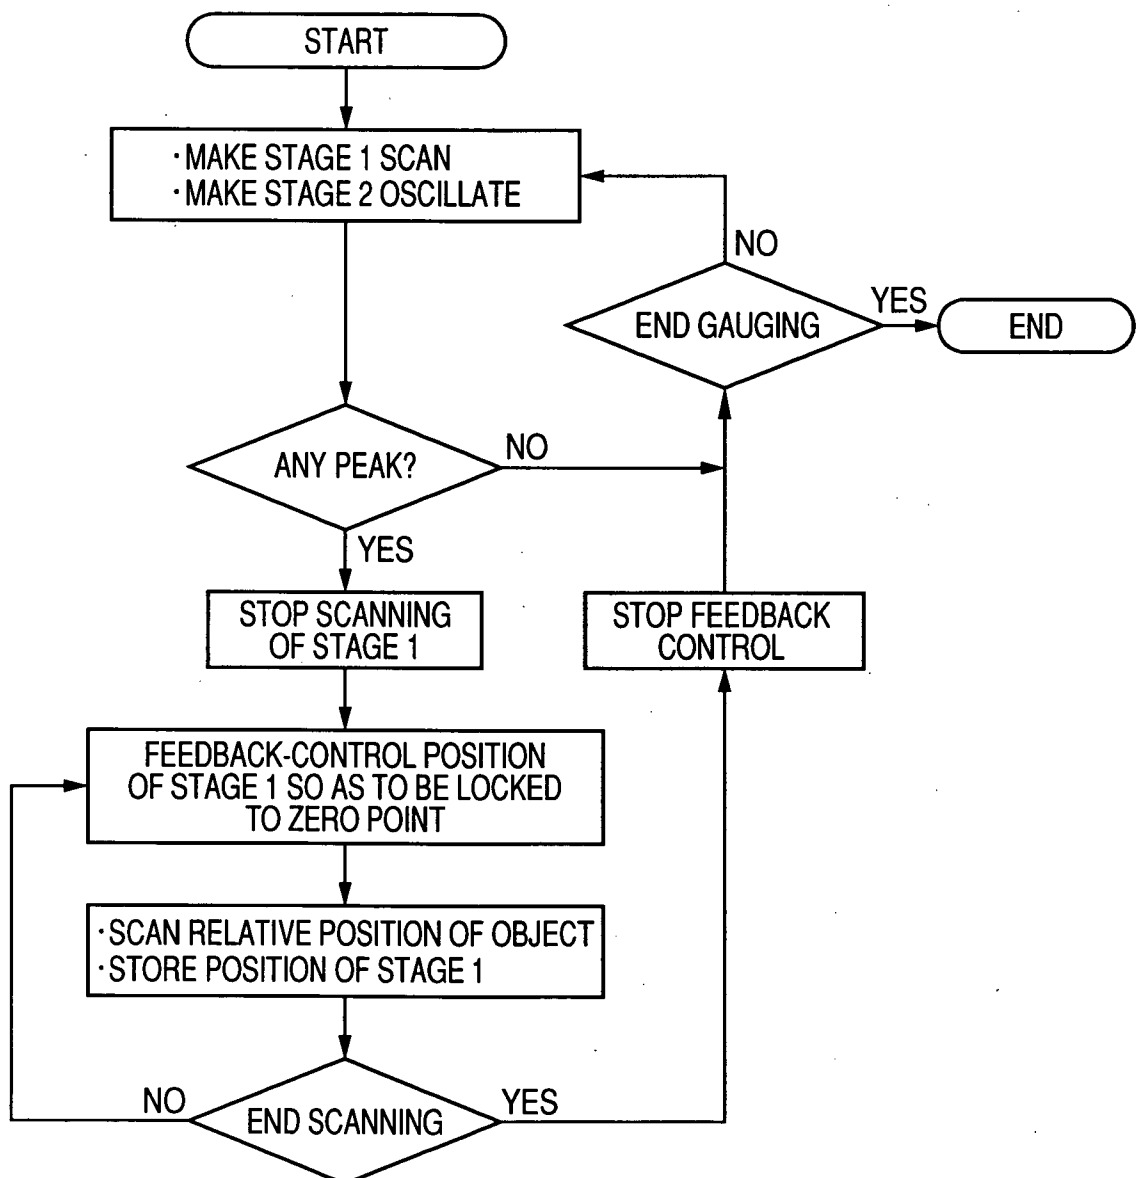 START
·MAKE STAGE 1 SCAN
·MAKE STAGE 2 OSCILLATE
NO
YES
END GAUGING
END
ANY PEAK?
NO
YES
STOP SCANNING
OF STAGE 1
STOP FEEDBACK
CONTROL
FEEDBACK-CONTROL POSITION
OF STAGE 1 SO AS TO BE LOCKED
TO ZERO POINT
·SCAN RELATIVE POSITION OF OBJECT
·STORE POSITION OF STAGE 1
NO
END SCANNING
YES